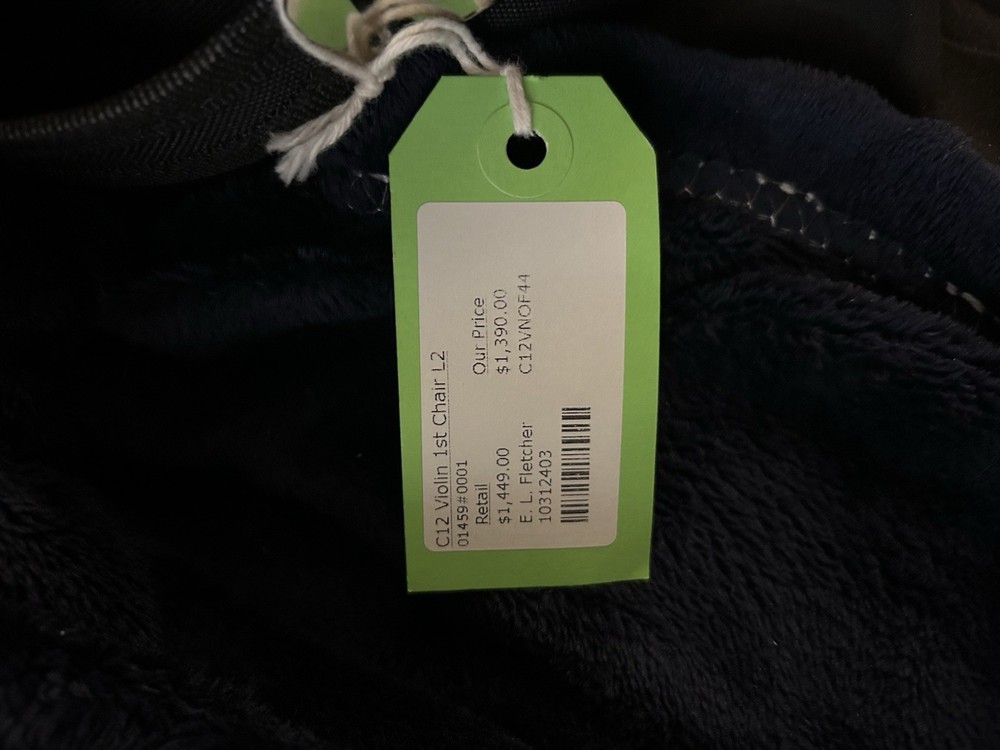 C12 Violin 1st Chair L2
01459#0001
Retail Our Price
$1,449.00 $1,390.00
E. L. Fletcher C12VNOF44
10312403